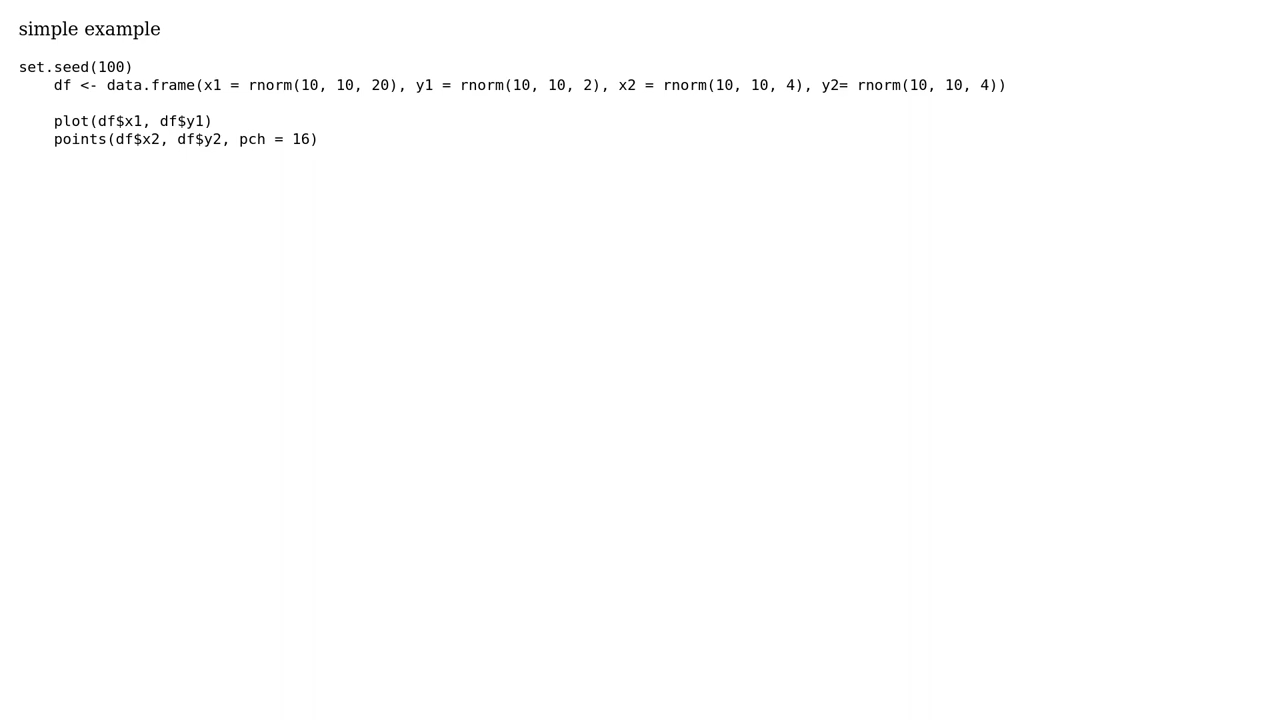 simple example
set.seed(100)
    df <- data.frame(x1 = rnorm(10, 10, 20), y1 = rnorm(10, 10, 2), x2 = rnorm(10, 10, 4), y2= rnorm(10, 10, 4))
    plot(df$x1, df$y1)
    points(df$x2, df$y2, pch = 16)